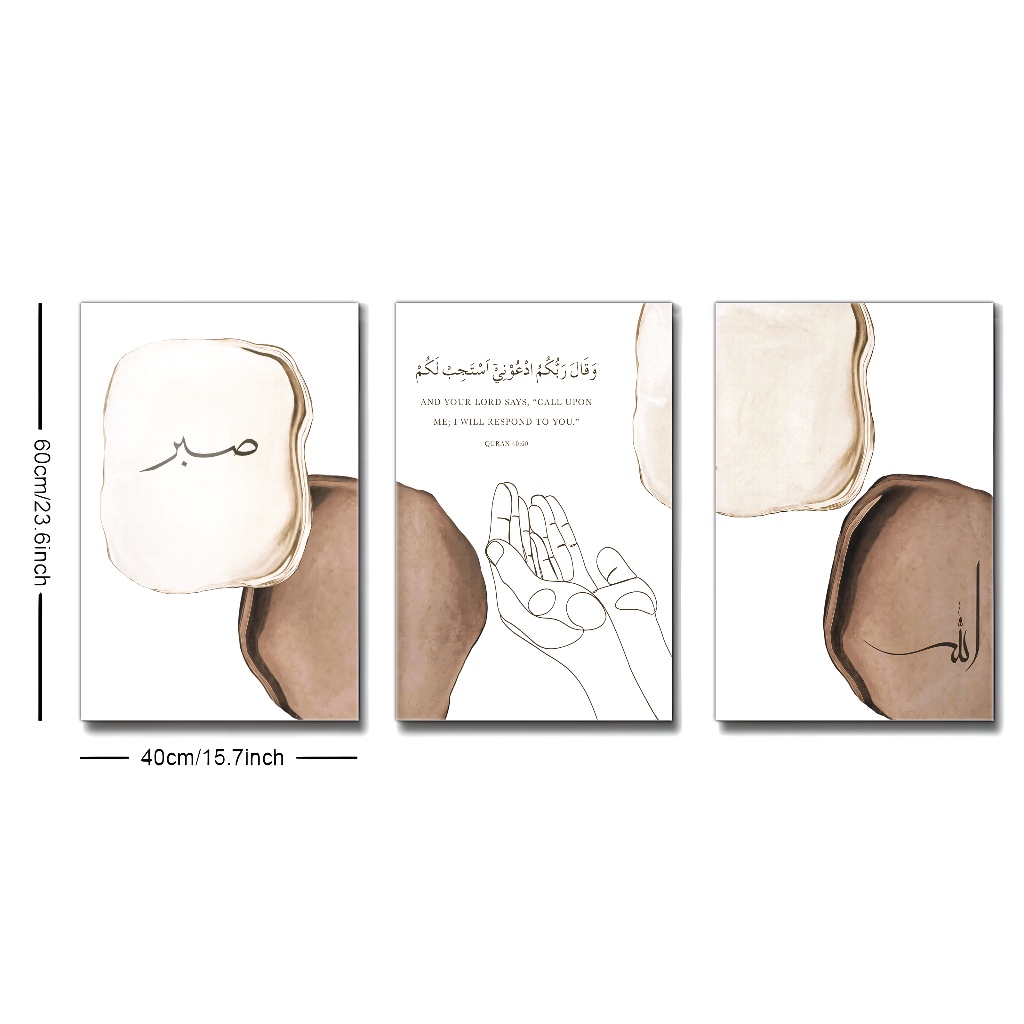 صبر
وَقَالَ رَبُّكُمُ ادْعُوْنِيْٓ اَسْتَجِبْ لَكُمْ
AND YOUR LORD SAYS, “CALL UPON
ME; I WILL RESPOND TO YOU.”
QURAN 40:60
الله
60cm/23.6inch
40cm/15.7inch